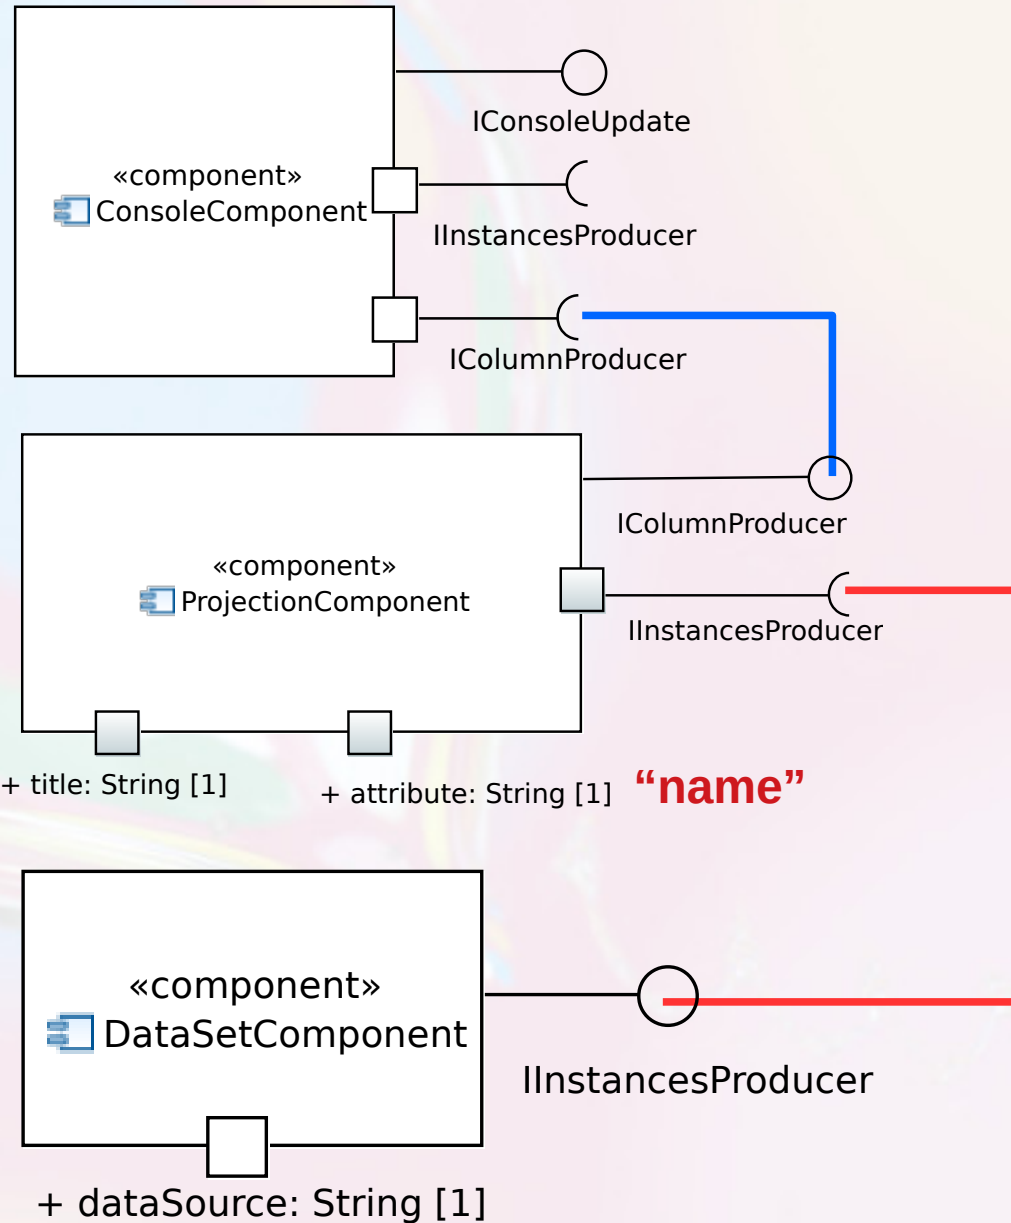 IConsoleUpdate
«component»
ConsoleComponent
IInstancesProducer
IColumnProducer
IColumnProducer
«component»
ProjectionComponent
IInstancesProducer
+ title: String [1]
+ attribute: String [1]
“name”
«component»
DataSetComponent
IInstancesProducer
+ dataSource: String [1]